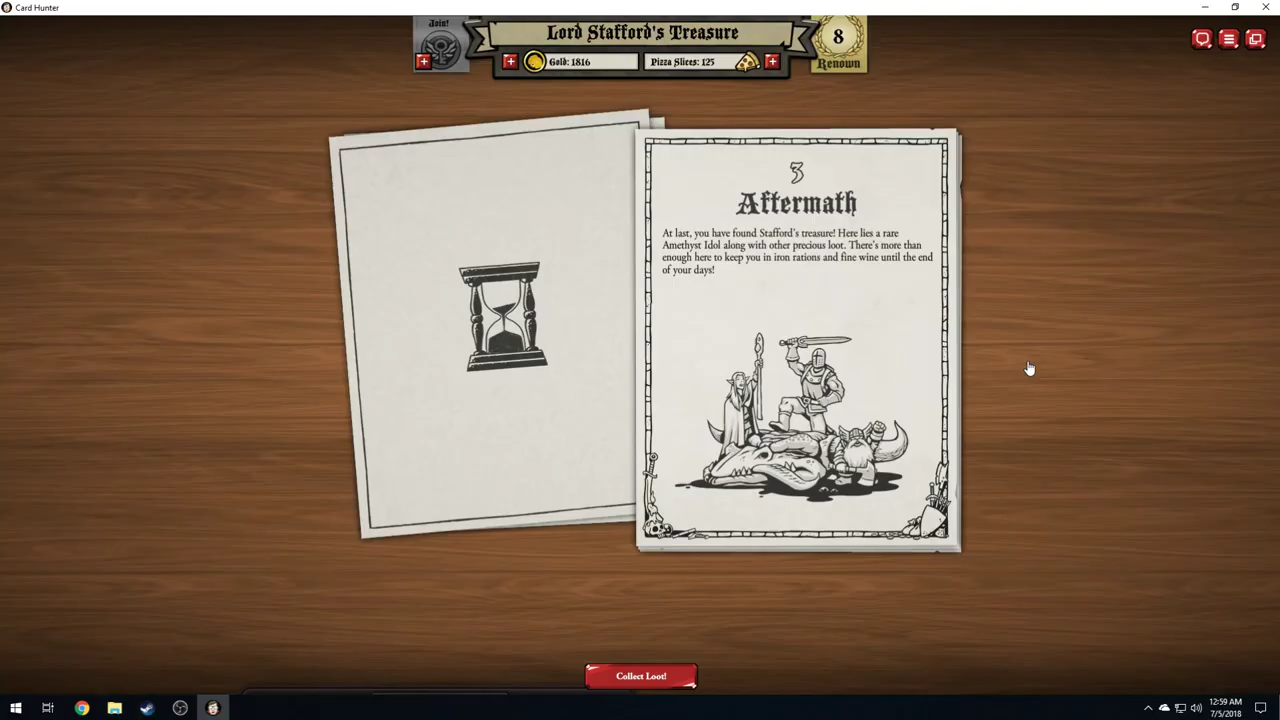 Card Hunter
Join!
Lord Stafford's Treasure
8
Gold: 1816
Pizza Slices: 125
Renown
3
Aftermath
At last, you have found Stafford's treasure! Here lies a rare
Amethyst Idol along with other precious loot. There's more than
enough here to keep you in iron rations and fine wine until the end
of your days!
Collect Loot!
12:59 AM
7/5/2018